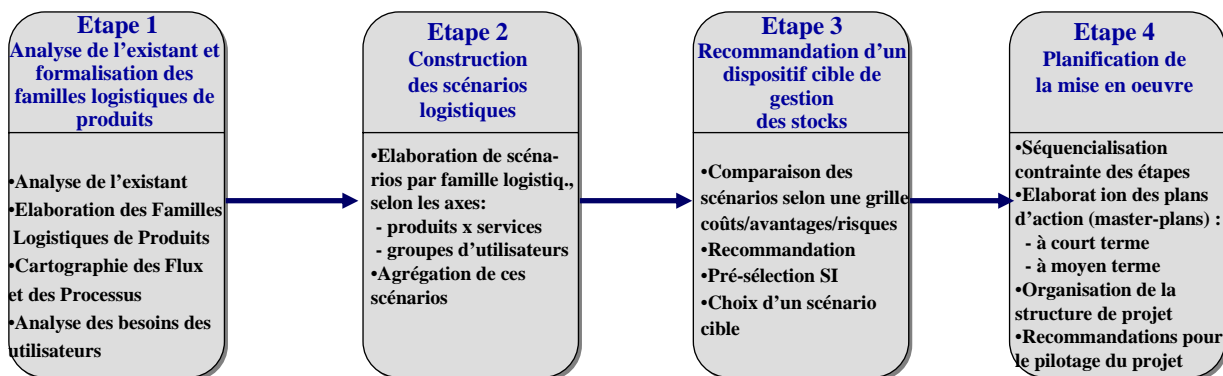 Etape 1
Analyse de l’existant et
formalisation des
familles logistiques de
produits
•Analyse de l’existant
•Elaboration des Familles
Logistiques de Produits
•Cartographie des Flux
et des Processus
•Analyse des besoins des
utilisateurs
Etape 2
Construction
des scénarios
logistiques
•Elaboration de scéna-
rios par famille logistiq.,
selon les axes:
- produits x services
- groupes d’utilisateurs
•Agrégation de ces
scénarios
Etape 3
Recommandation d’un
dispositif cible de
gestion
des stocks
•Comparaison des
scénarios selon une grille
coûts/avantages/risques
•Recommandation
•Pré-sélection SI
•Choix d’un scénario
cible
Etape 4
Planification de
la mise en oeuvre
•Séquencialisation
contrainte des étapes
•Elaborat ion des plans
d’action (master-plans) :
- à court terme
- à moyen terme
•Organisation de la
structure de projet
•Recommandations pour
le pilotage du projet